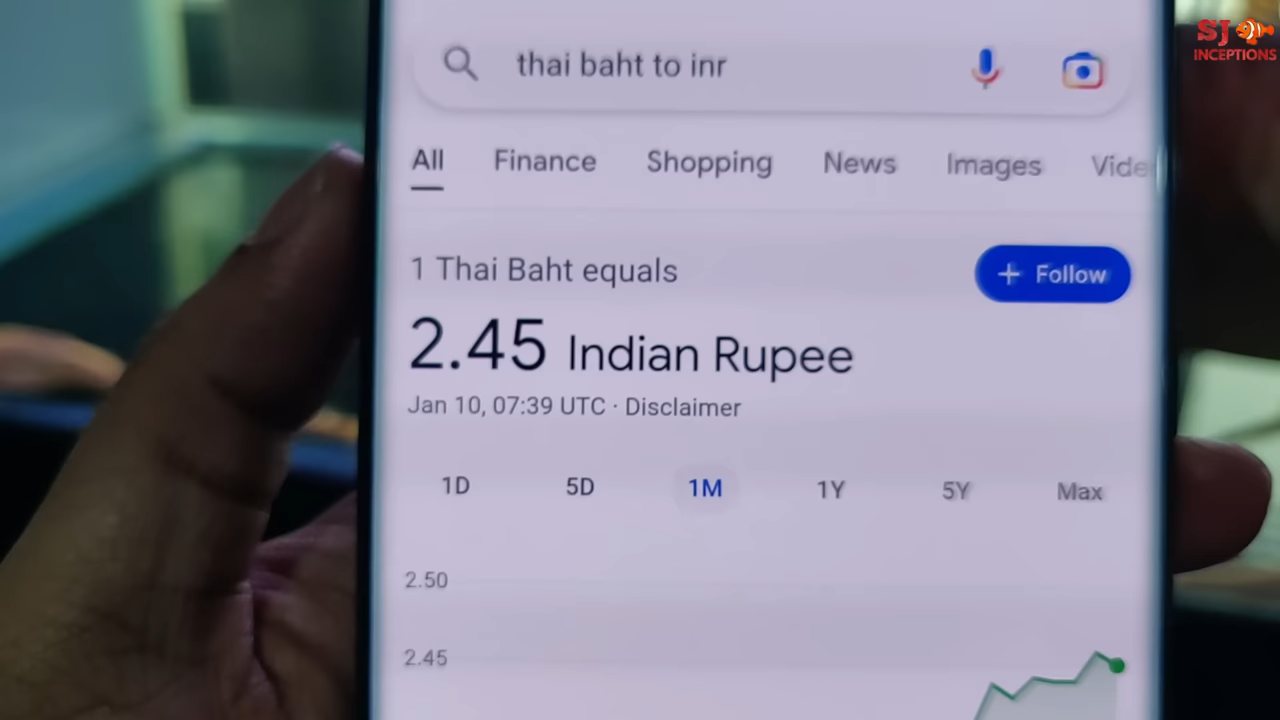 SJ
INCEPTIONS
thai baht to inr
All Finance Shopping News Images Vide
1 Thai Baht equals
+ Follow
2.45 Indian Rupee
Jan 10, 07:39 UTC · Disclaimer
1D 5D 1M 1Y 5Y Max
2.50
2.45